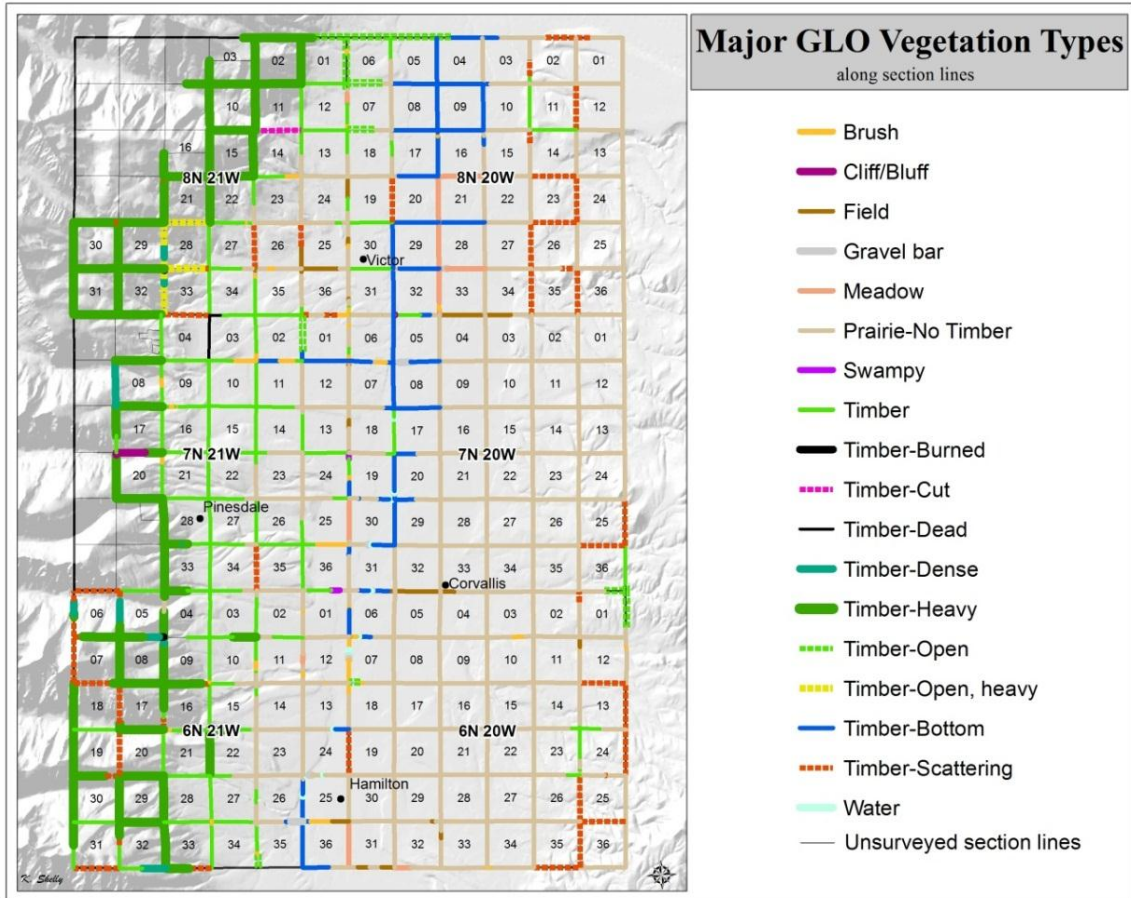 Major GLO Vegetation Types
along section lines
03 02 01 06 05 04 03 02 01
10 11 12 07 08 09 10 11 12
16 15 14 13 18 17 16 15 14 13
8N 21W 8N 20W
21 22 23 24 19 20 21 22 23 24
30 29 28 27 26 25 30 29 28 27 26 25
Victor
31 32 33 34 35 36 31 32 33 34 35 36
04 03 02 01 06 05 04 03 02 01
08 09 10 11 12 07 08 09 10 11 12
17 16 15 14 13 18 17 16 15 14 13
7N 21W 7N 20W
20 21 22 23 24 19 20 21 22 23 24
Pinesdale
28 27 26 25 30 29 28 27 26 25
33 34 35 36 31 32 33 34 35 36
Corvallis
06 05 04 03 02 01 06 05 04 03 02 01
07 08 09 10 11 12 07 08 09 10 11 12
18 17 16 15 14 13 18 17 16 15 14 13
6N 21W 6N 20W
19 20 21 22 23 24 19 20 21 22 23 24
Hamilton
30 29 28 27 26 25 30 29 28 27 26 25
31 32 33 34 35 36 31 32 33 34 35 36
K. Skelly
Brush
Cliff/Bluff
Field
Gravel bar
Meadow
Prairie-No Timber
Swampy
Timber
Timber-Burned
Timber-Cut
Timber-Dead
Timber-Dense
Timber-Heavy
Timber-Open
Timber-Open, heavy
Timber-Bottom
Timber-Scattering
Water
Unsurveyed section lines